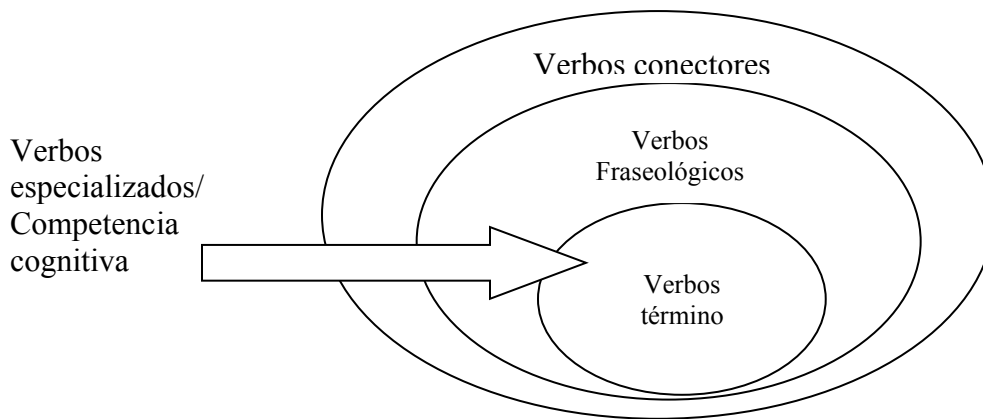 Verbos conectores
Verbos
Fraseológicos
Verbos
especializados/
Competencia
cognitiva
Verbos
término